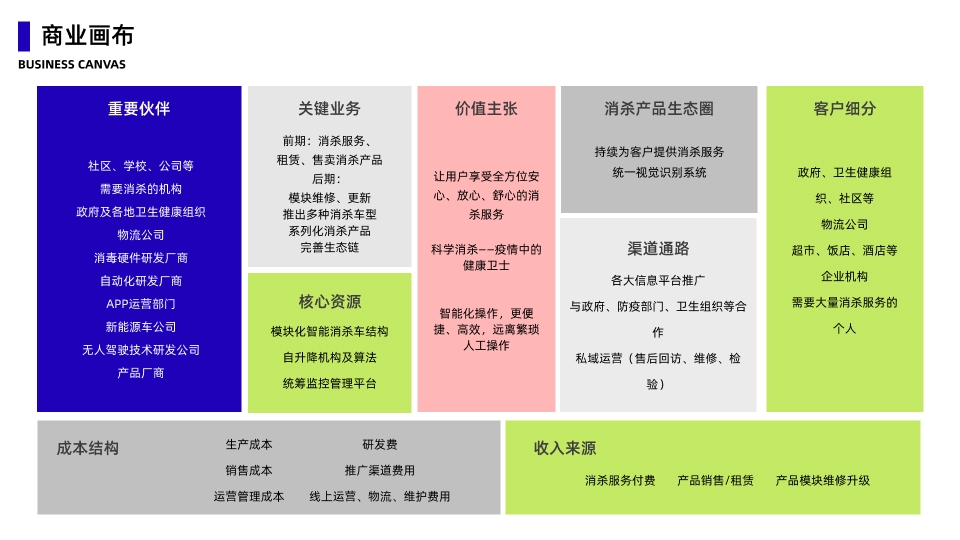 商业画布
BUSINESS CANVAS
重要伙伴
社区、学校、公司等
需要消杀的机构
政府及各地卫生健康组织
物流公司
消毒硬件研发厂商
自动化研发厂商
APP运营部门
新能源车公司
无人驾驶技术研发公司
产品厂商
关键业务
前期：消杀服务、
租赁、售卖消杀产品
后期：
模块维修、更新
推出多种消杀车型
系列化消杀产品
完善生态链
核心资源
模块化智能消杀车结构
自升降机构及算法
统筹监控管理平台
价值主张
让用户享受全方位安
心、放心、舒心的消
杀服务
科学消杀——疫情中的
健康卫士
智能化操作，更便
捷、高效，远离繁琐
人工操作
消杀产品生态圈
持续为客户提供消杀服务
统一视觉识别系统
渠道通路
各大信息平台推广
与政府、防疫部门、卫生组织等合
作
私域运营（售后回访、维修、检
验）
客户细分
政府、卫生健康组
织、社区等
物流公司
超市、饭店、酒店等
企业机构
需要大量消杀服务的
个人
成本结构
生产成本 研发费
销售成本 推广渠道费用
运营管理成本 线上运营、物流、维护费用
收入来源
消杀服务付费 产品销售/租赁 产品模块维修升级